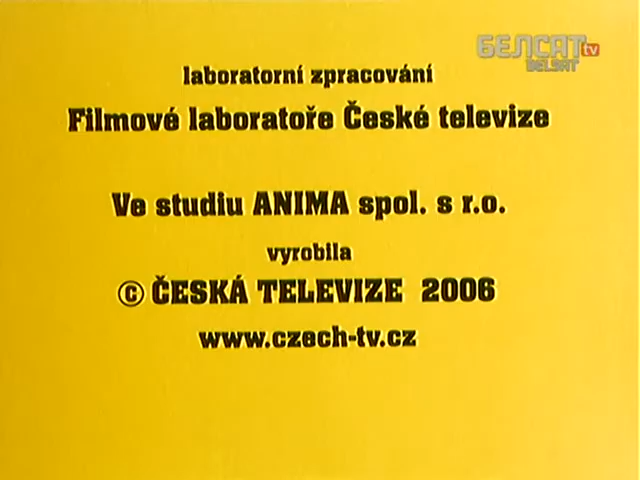 БЕЛСАТ tv
BELSAT
laboratorní zpracování
Filmové laboratoře České televize
Ve studiu ANIMA spol. s r.o.
vyrobila
© ČESKÁ TELEVIZE 2006
www.czech-tv.cz